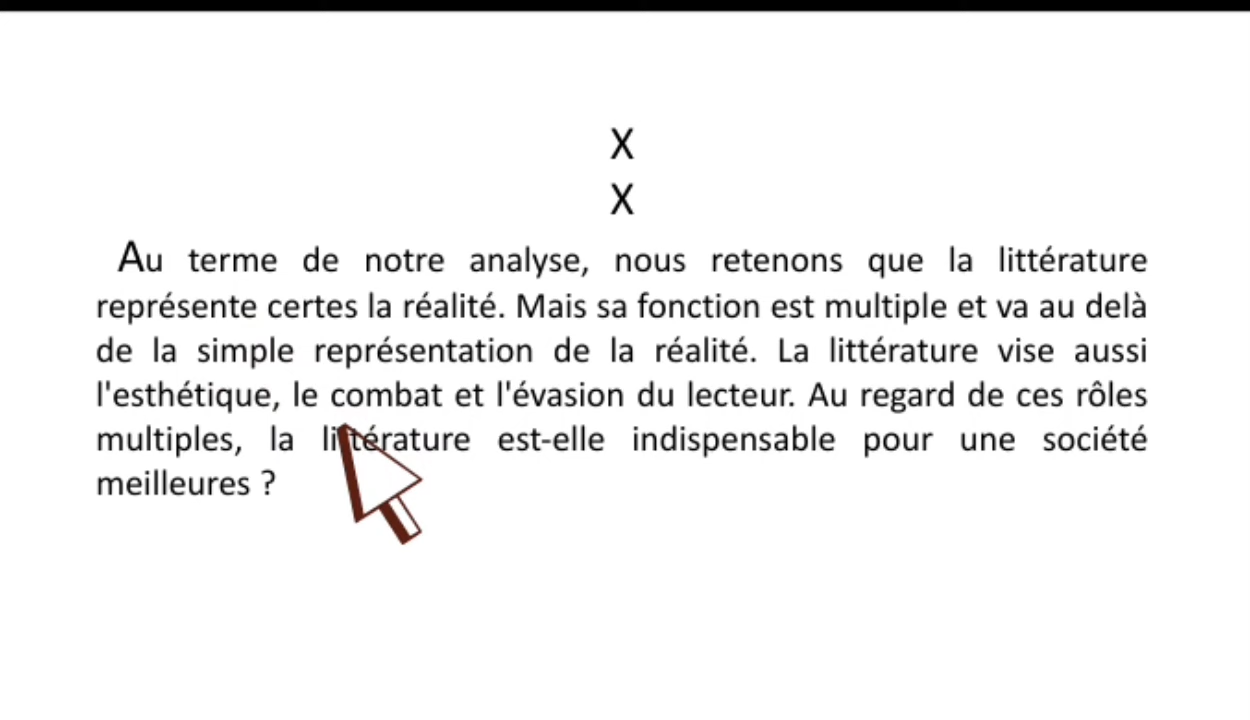 X
X
Au terme de notre analyse, nous retenons que la littérature
représente certes la réalité. Mais sa fonction est multiple et va au delà
de la simple représentation de la réalité. La littérature vise aussi
l'esthétique, le combat et l'évasion du lecteur. Au regard de ces rôles
multiples, la littérature est-elle indispensable pour une société
meilleures ?